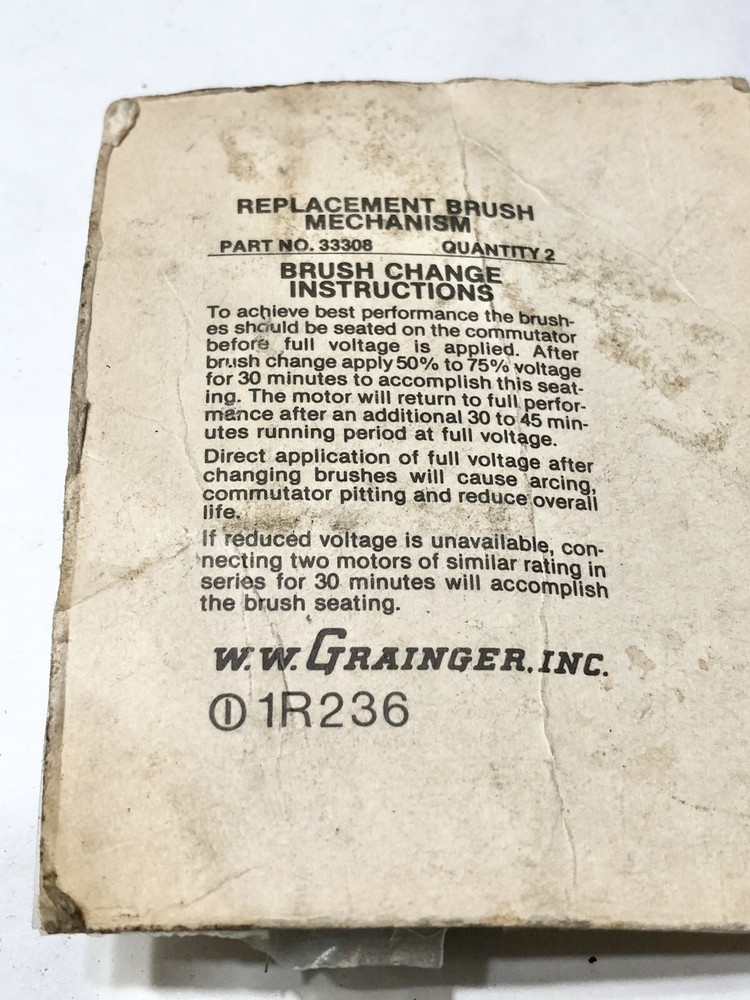 REPLACEMENT BRUSH
MECHANISM
PART NO. 33308 QUANTITY 2
BRUSH CHANGE
INSTRUCTIONS
To achieve best performance the brush-
es should be seated on the commutator
before full voltage is applied. After
brush change apply 50% to 75% voltage
for 30 minutes to accomplish this seat-
ing. The motor will return to full perfor-
mance after an additional 30 to 45 min-
utes running period at full voltage.
Direct application of full voltage after
changing brushes will cause arcing,
commutator pitting and reduce overall
life.
If reduced voltage is unavailable, con-
necting two motors of similar rating in
series for 30 minutes will accomplish
the brush seating.
W.W. GRAINGER, INC.
① 1R236